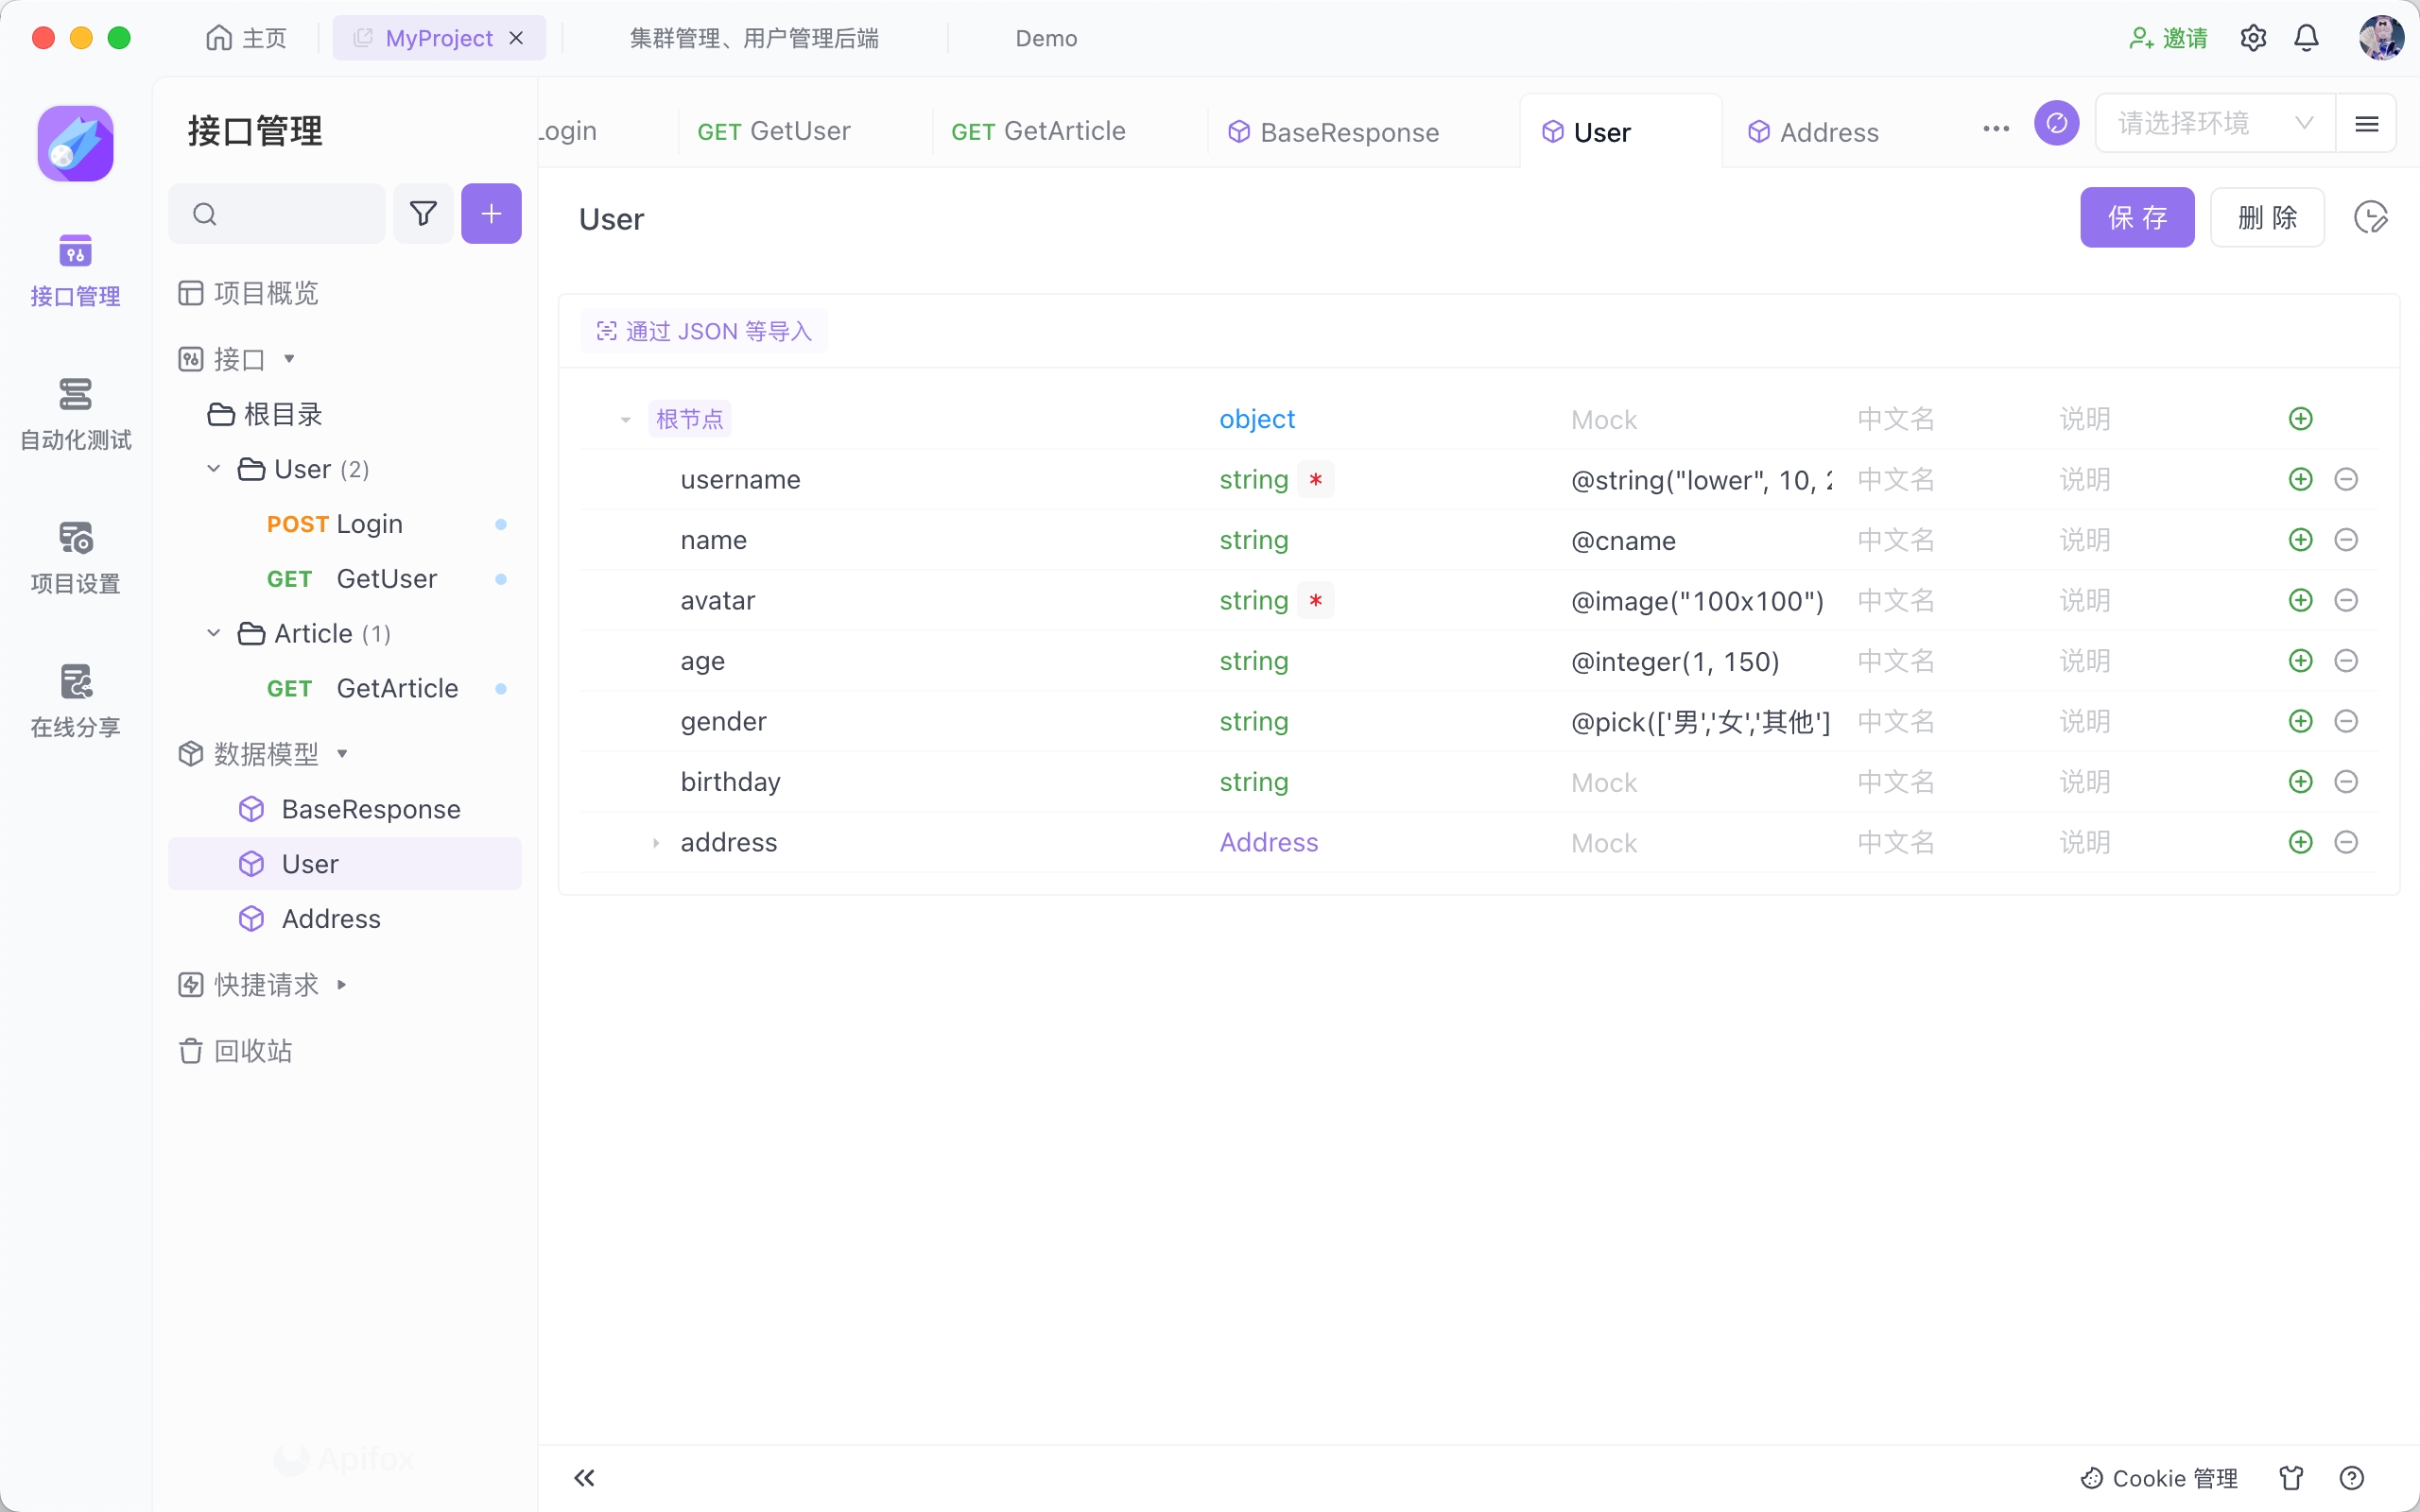 主页
MyProject
集群管理、用户管理后端
Demo
邀请
接口管理
自动化测试
项目设置
在线分享
接口管理
项目概览
接口
根目录
User (2)
POST Login
GET GetUser
Article (1)
GET GetArticle
数据模型
BaseResponse
User
Address
快捷请求
回收站
Apifox
Login
GET GetUser
GET GetArticle
BaseResponse
User
Address
请选择环境
User
保存
删除
通过 JSON 等导入
根节点 object Mock 中文名 说明
username string * @string("lower", 10, 中文名 说明
name string @cname 中文名 说明
avatar string * @image("100x100") 中文名 说明
age string @integer(1, 150) 中文名 说明
gender string @pick(['男','女','其他'] 中文名 说明
birthday string Mock 中文名 说明
address Address Mock 中文名 说明
Cookie 管理